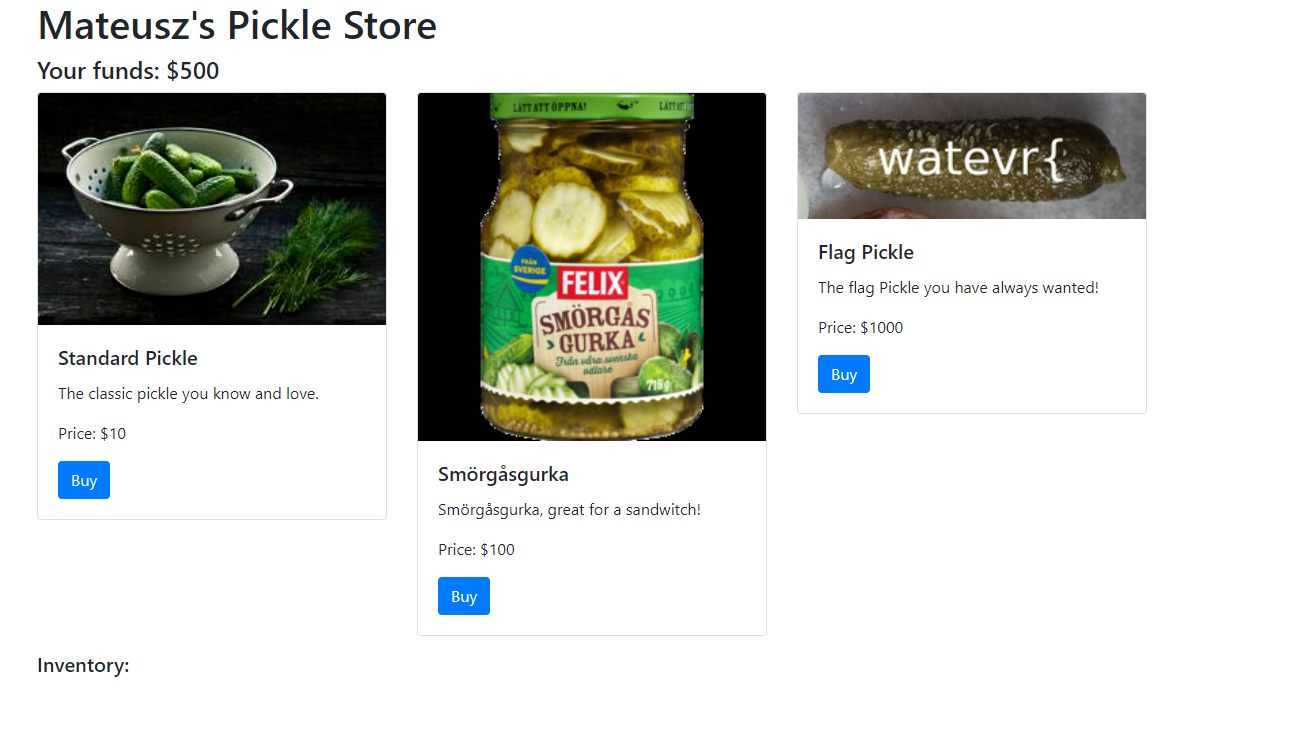 Mateusz's Pickle Store
Your funds: $500
Standard Pickle
The classic pickle you know and love.
Price: $10
Buy
LÄTT ATT ÖPPNA!
LÄTT ATT
FRÅN
SVERIGE
FELIX
SMÖRGÅS
GURKA
Från våra svenska
odlare
715g
Smörgåsgurka
Smörgåsgurka, great for a sandwitch!
Price: $100
Buy
watevr{
Flag Pickle
The flag Pickle you have always wanted!
Price: $1000
Buy
Inventory: